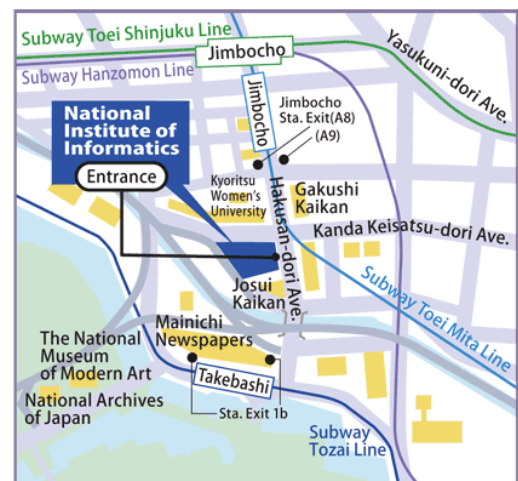 Subway Toei Shinjuku Line
Jimbocho
Yasukuni-dori Ave.
Subway Hanzomon Line
Jimbocho
National
Institute of
Informatics
Entrance
Jimbocho
Sta. Exit(A8)
(A9)
Kyoritsu
Women's
University
Hakusan-dori Ave.
Gakushi
Kaikan
Kanda Keisatsu-dori Ave.
Josui
Kaikan
Subway Toei Mita Line
Mainichi
Newspapers
The National
Museum
of Modern Art
Takebashi
National Archives
of Japan
Sta. Exit 1b
Subway
Tozai Line